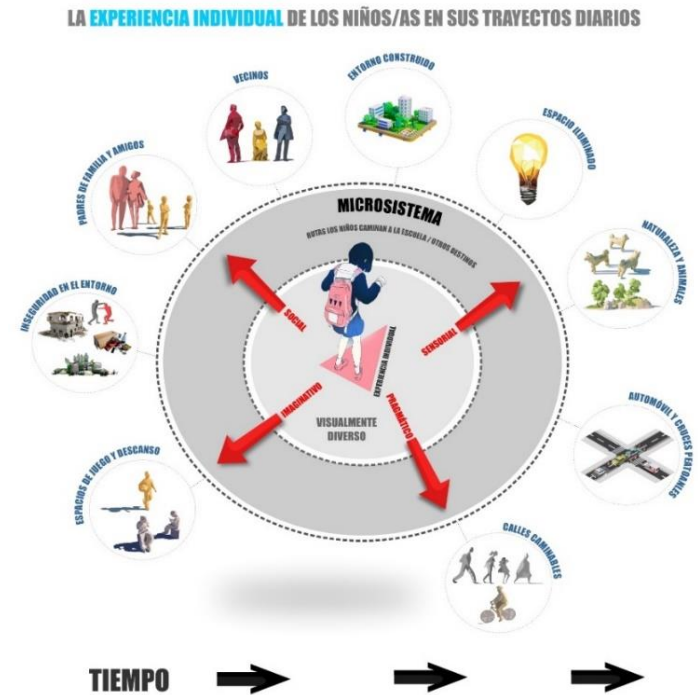 LA EXPERIENCIA INDIVIDUAL DE LOS NIÑOS/AS EN SUS TRAYECTOS DIARIOS
VECINOS
ENTORNO CONSTRUIDO
ESPACIO ILUMINADO
PADRES DE FAMILIA Y AMIGOS
NATURALEZA Y ANIMALES
MICROSISTEMA
RUTAS LOS NIÑOS CAMINAN A LA ESCUELA / OTROS DESTINOS
INSEGURIDAD EN EL ENTORNO
SOCIAL
SENSORIAL
EXPERIENCIA INDIVIDUAL
IMAGINATIVO
PRAGMÁTICO
VISUALMENTE
DIVERSO
AUTOMÓVIL Y CRUCES PEATONALES
ESPACIOS DE JUEGO Y DESCANSO
CALLES CAMINABLES
TIEMPO